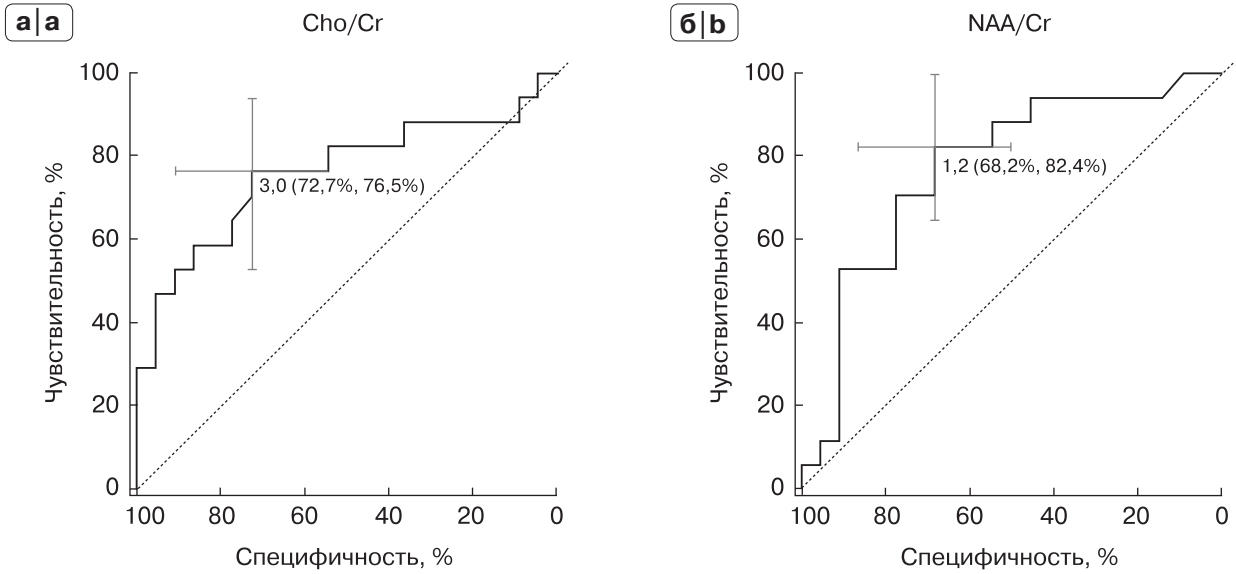 а|a
Cho/Cr
100
80
60
40
20
0
Чувствительность, %
3,0 (72,7%, 76,5%)
100 80 60 40 20 0
Специфичность, %
б|b
NAA/Cr
100
80
60
40
20
0
Чувствительность, %
1,2 (68,2%, 82,4%)
100 80 60 40 20 0
Специфичность, %